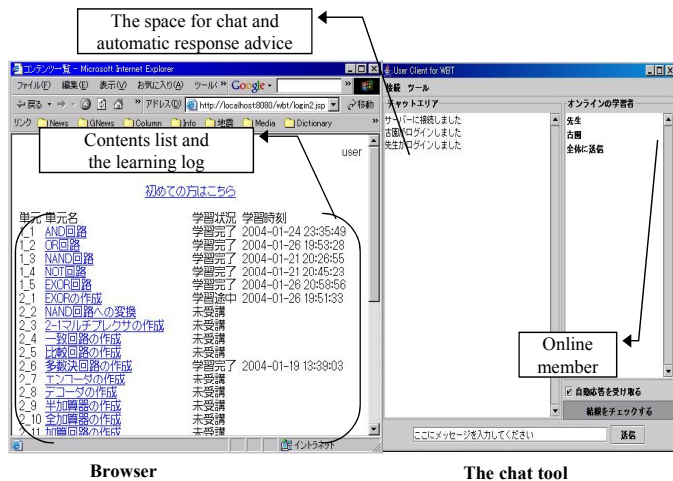 The space for chat and
automatic response advice
コンテンツ一覧 - Microsoft Internet Explorer
ファイル(F) 編集(E) 表示(V) お気に入り(A) ツール( » Google - »
戻る » アドレス(D) http://localhost8080/wbt/login2.jsp 移動
リンク News GNews Column Info 地震 Media Dictionary »
Contents list and
the learning log
user
初めての方はこちら
単元 単元名 学習状況 学習時刻
1_1 AND回路 学習完了 2004-01-24 23:35:49
1_2 OR回路 学習完了 2004-01-26 19:53:28
1_3 NAND回路 学習完了 2004-01-21 20:26:55
1_4 NOT回路 学習完了 2004-01-21 20:45:23
1_5 EXOR回路 学習完了 2004-01-26 20:58:56
2_1 EXORの作成 学習途中 2004-01-26 19:51:33
2_2 NAND回路への変換 未受講
2_3 2-1マルチプレクサの作成 未受講
2_4 一致回路の作成 未受講
2_5 比較回路の作成 未受講
2_6 多数決回路の作成 学習完了 2004-01-19 13:39:03
2_7 エンコーダの作成 未受講
2_8 デコーダの作成 未受講
2_9 半加算器の作成 未受講
2_10 全加算器の作成 未受講
2_11 加算回路の作成 未受講
イントラネット
Browser
User Client for WBT
接続 ツール
チャットエリア
サーバーに接続しました
古園がログインしました
先生がログインしました
オンラインの学習者
先生
古園
全体に送信
Online
member
自動応答を受け取る
結線をチェックする
ここにメッセージを入力してください 送信
The chat tool